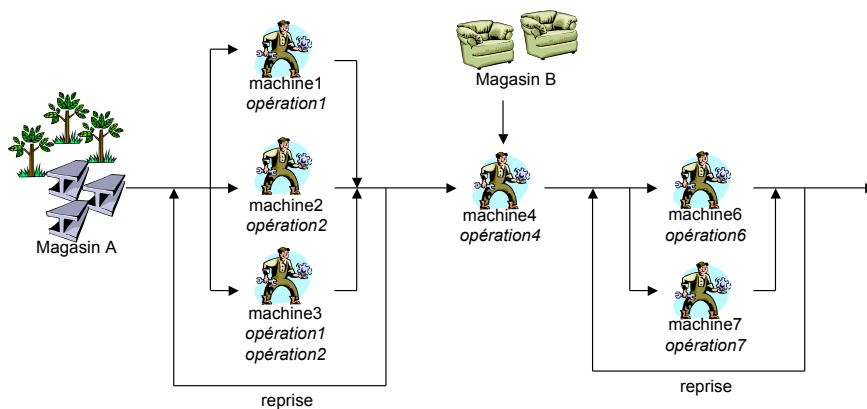 machine1
opération1
Magasin B
machine2
opération2
machine4
opération4
machine6
opération6
Magasin A
machine3
opération1
opération2
machine7
opération7
reprise
reprise